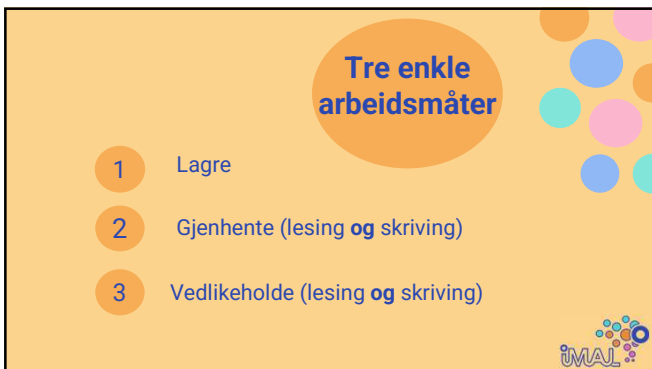 Tre enkle
arbeidsmåter
1 Lagre
2 Gjenhente (lesing og skriving)
3 Vedlikeholde (lesing og skriving)
iMAL